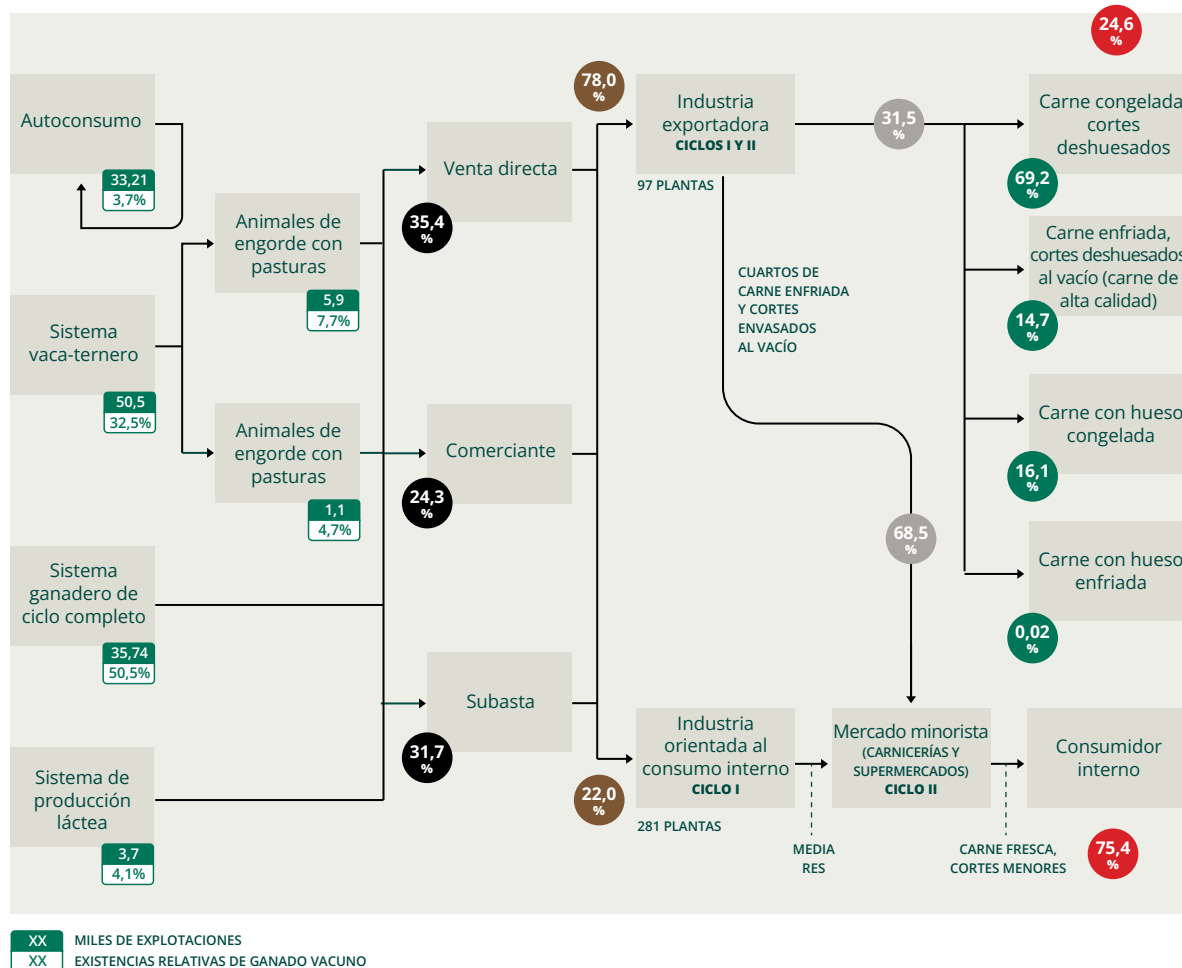 24,6
%
78,0
%
Autoconsumo
33,21
3,7%
Industria
exportadora
CICLOS I Y II
97 PLANTAS
31,5
%
Carne congelada
cortes
deshuesados
69,2
%
Venta directa
35,4
%
Animales de
engorde con
pasturas
5,9
7,7%
Carne enfriada,
cortes deshuesados
al vacío (carne de
alta calidad)
14,7
%
CUARTOS DE
CARNE ENFRIADA
Y CORTES
ENVASADOS
AL VACÍO
Sistema
vaca-ternero
50,5
32,5%
Animales de
engorde con
pasturas
1,1
4,7%
Comerciante
24,3
%
Carne con hueso
congelada
16,1
%
68,5
%
Sistema
ganadero de
ciclo completo
35,74
50,5%
Carne con hueso
enfriada
0,02
%
Subasta
31,7
%
Industria
orientada al
consumo interno
CICLO I
22,0
%
281 PLANTAS
Mercado minorista
(CARNICERÍAS Y
SUPERMERCADOS)
CICLO II
Consumidor
interno
Sistema de
producción
láctea
3,7
4,1%
MEDIA
RES
CARNE FRESCA,
CORTES MENORES
75,4
%
XX MILES DE EXPLOTACIONES
XX EXISTENCIAS RELATIVAS DE GANADO VACUNO